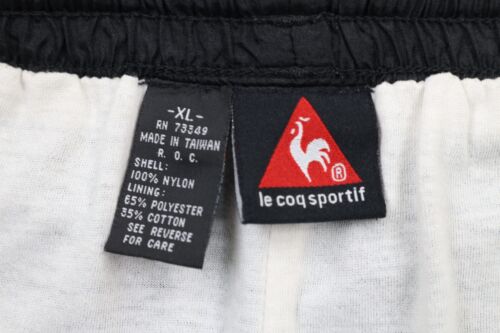 -XL-
RN 73349
MADE IN TAIWAN
R. O. C.
SHELL:
100% NYLON
LINING:
65% POLYESTER
35% COTTON
SEE REVERSE
FOR CARE
®
le coq sportif